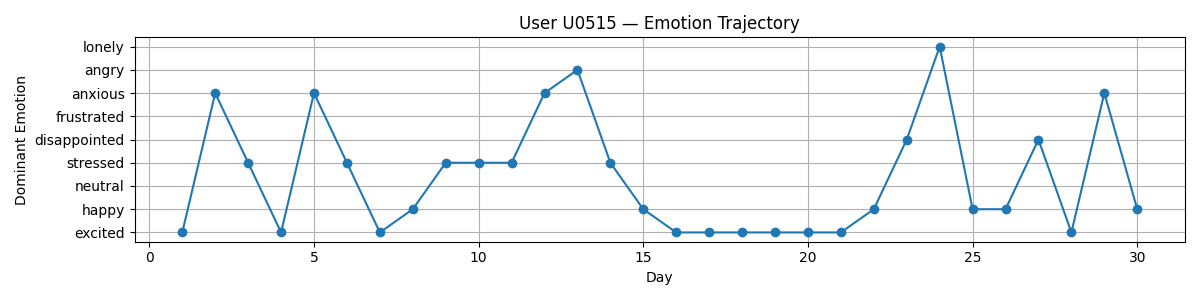 User U0515 — Emotion Trajectory
Dominant Emotion
lonely
angry
anxious
frustrated
disappointed
stressed
neutral
happy
excited
0 5 10 15 20 25 30
Day